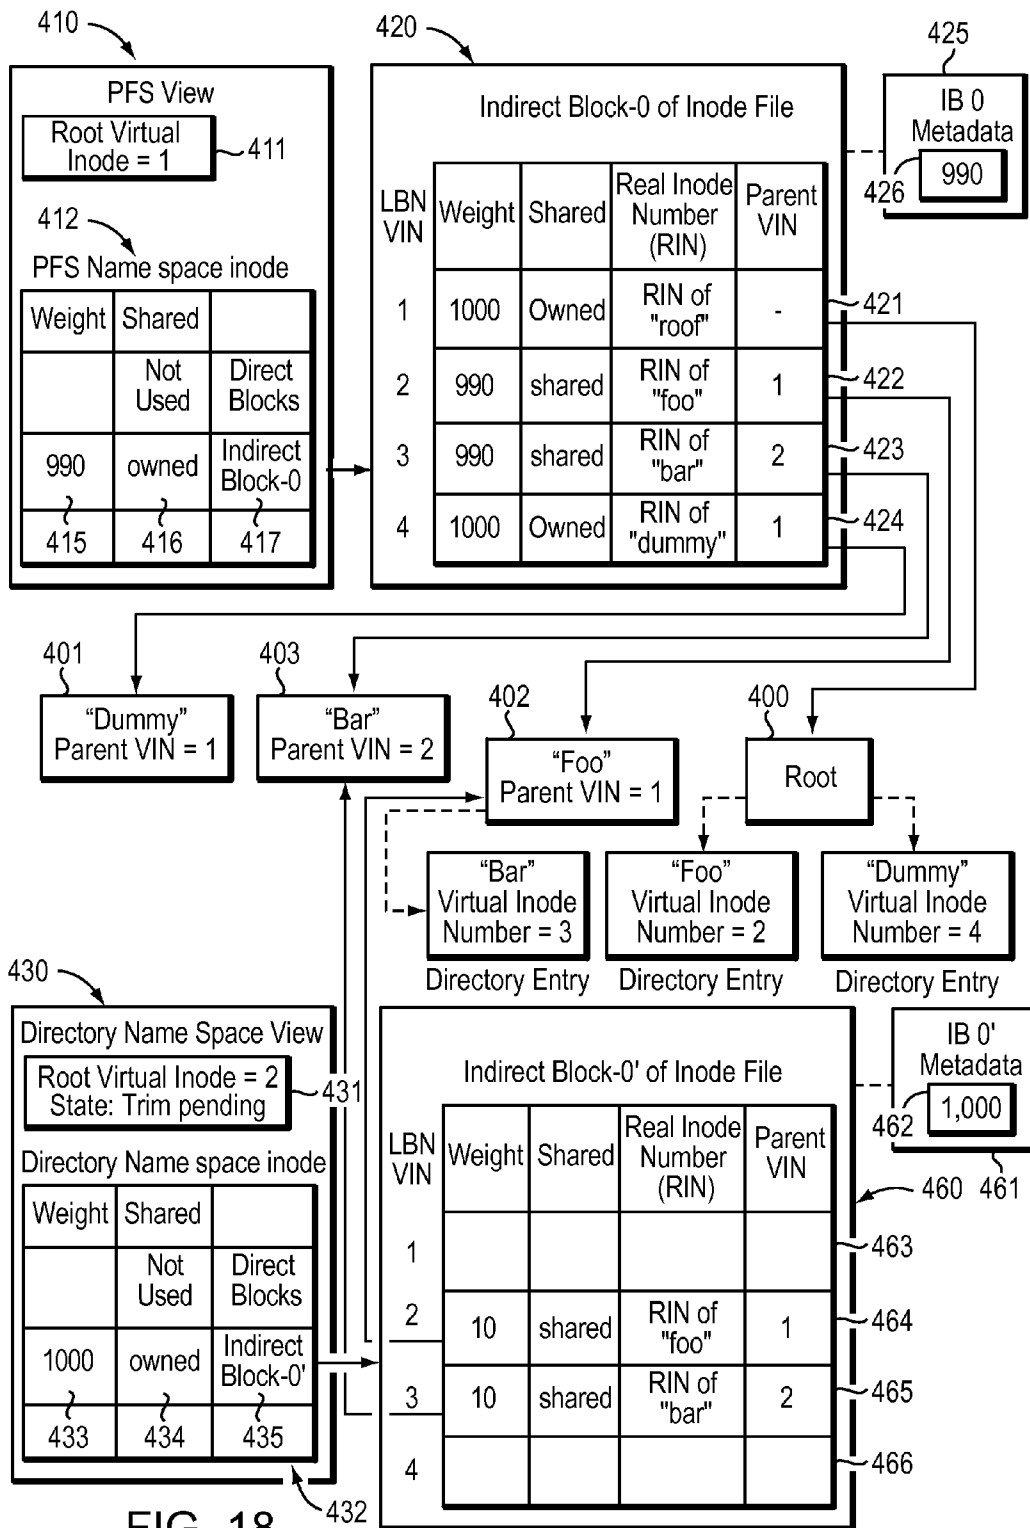 410
PFS View
Root Virtual
Inode = 1
411
412
PFS Name space inode
Weight Shared
Not
Used
Direct
Blocks
990 owned Indirect
Block-0
415 416 417
420
Indirect Block-0 of Inode File
LBN
VIN
Weight Shared Real Inode
Number
(RIN)
Parent
VIN
1 1000 Owned RIN of
"roof"
- 421
2 990 shared RIN of
"foo"
1 422
3 990 shared RIN of
"bar"
2 423
4 1000 Owned RIN of
"dummy"
1 424
425
IB 0
Metadata
426 990
401
“Dummy”
Parent VIN = 1
403
“Bar”
Parent VIN = 2
402
“Foo”
Parent VIN = 1
400
Root
“Bar”
Virtual Inode
Number = 3
Directory Entry
“Foo”
Virtual Inode
Number = 2
Directory Entry
“Dummy”
Virtual Inode
Number = 4
Directory Entry
430
Directory Name Space View
Root Virtual Inode = 2
State: Trim pending
431
Directory Name space inode
Weight Shared
Not
Used
Direct
Blocks
1000 owned Indirect
Block-0'
433 434 435
432
Indirect Block-0' of Inode File
LBN
VIN
Weight Shared Real Inode
Number
(RIN)
Parent
VIN
1 463
2 10 shared RIN of
"foo"
1 464
3 10 shared RIN of
"bar"
2 465
4 466
IB 0'
Metadata
462 1,000
460 461
FIG. 18